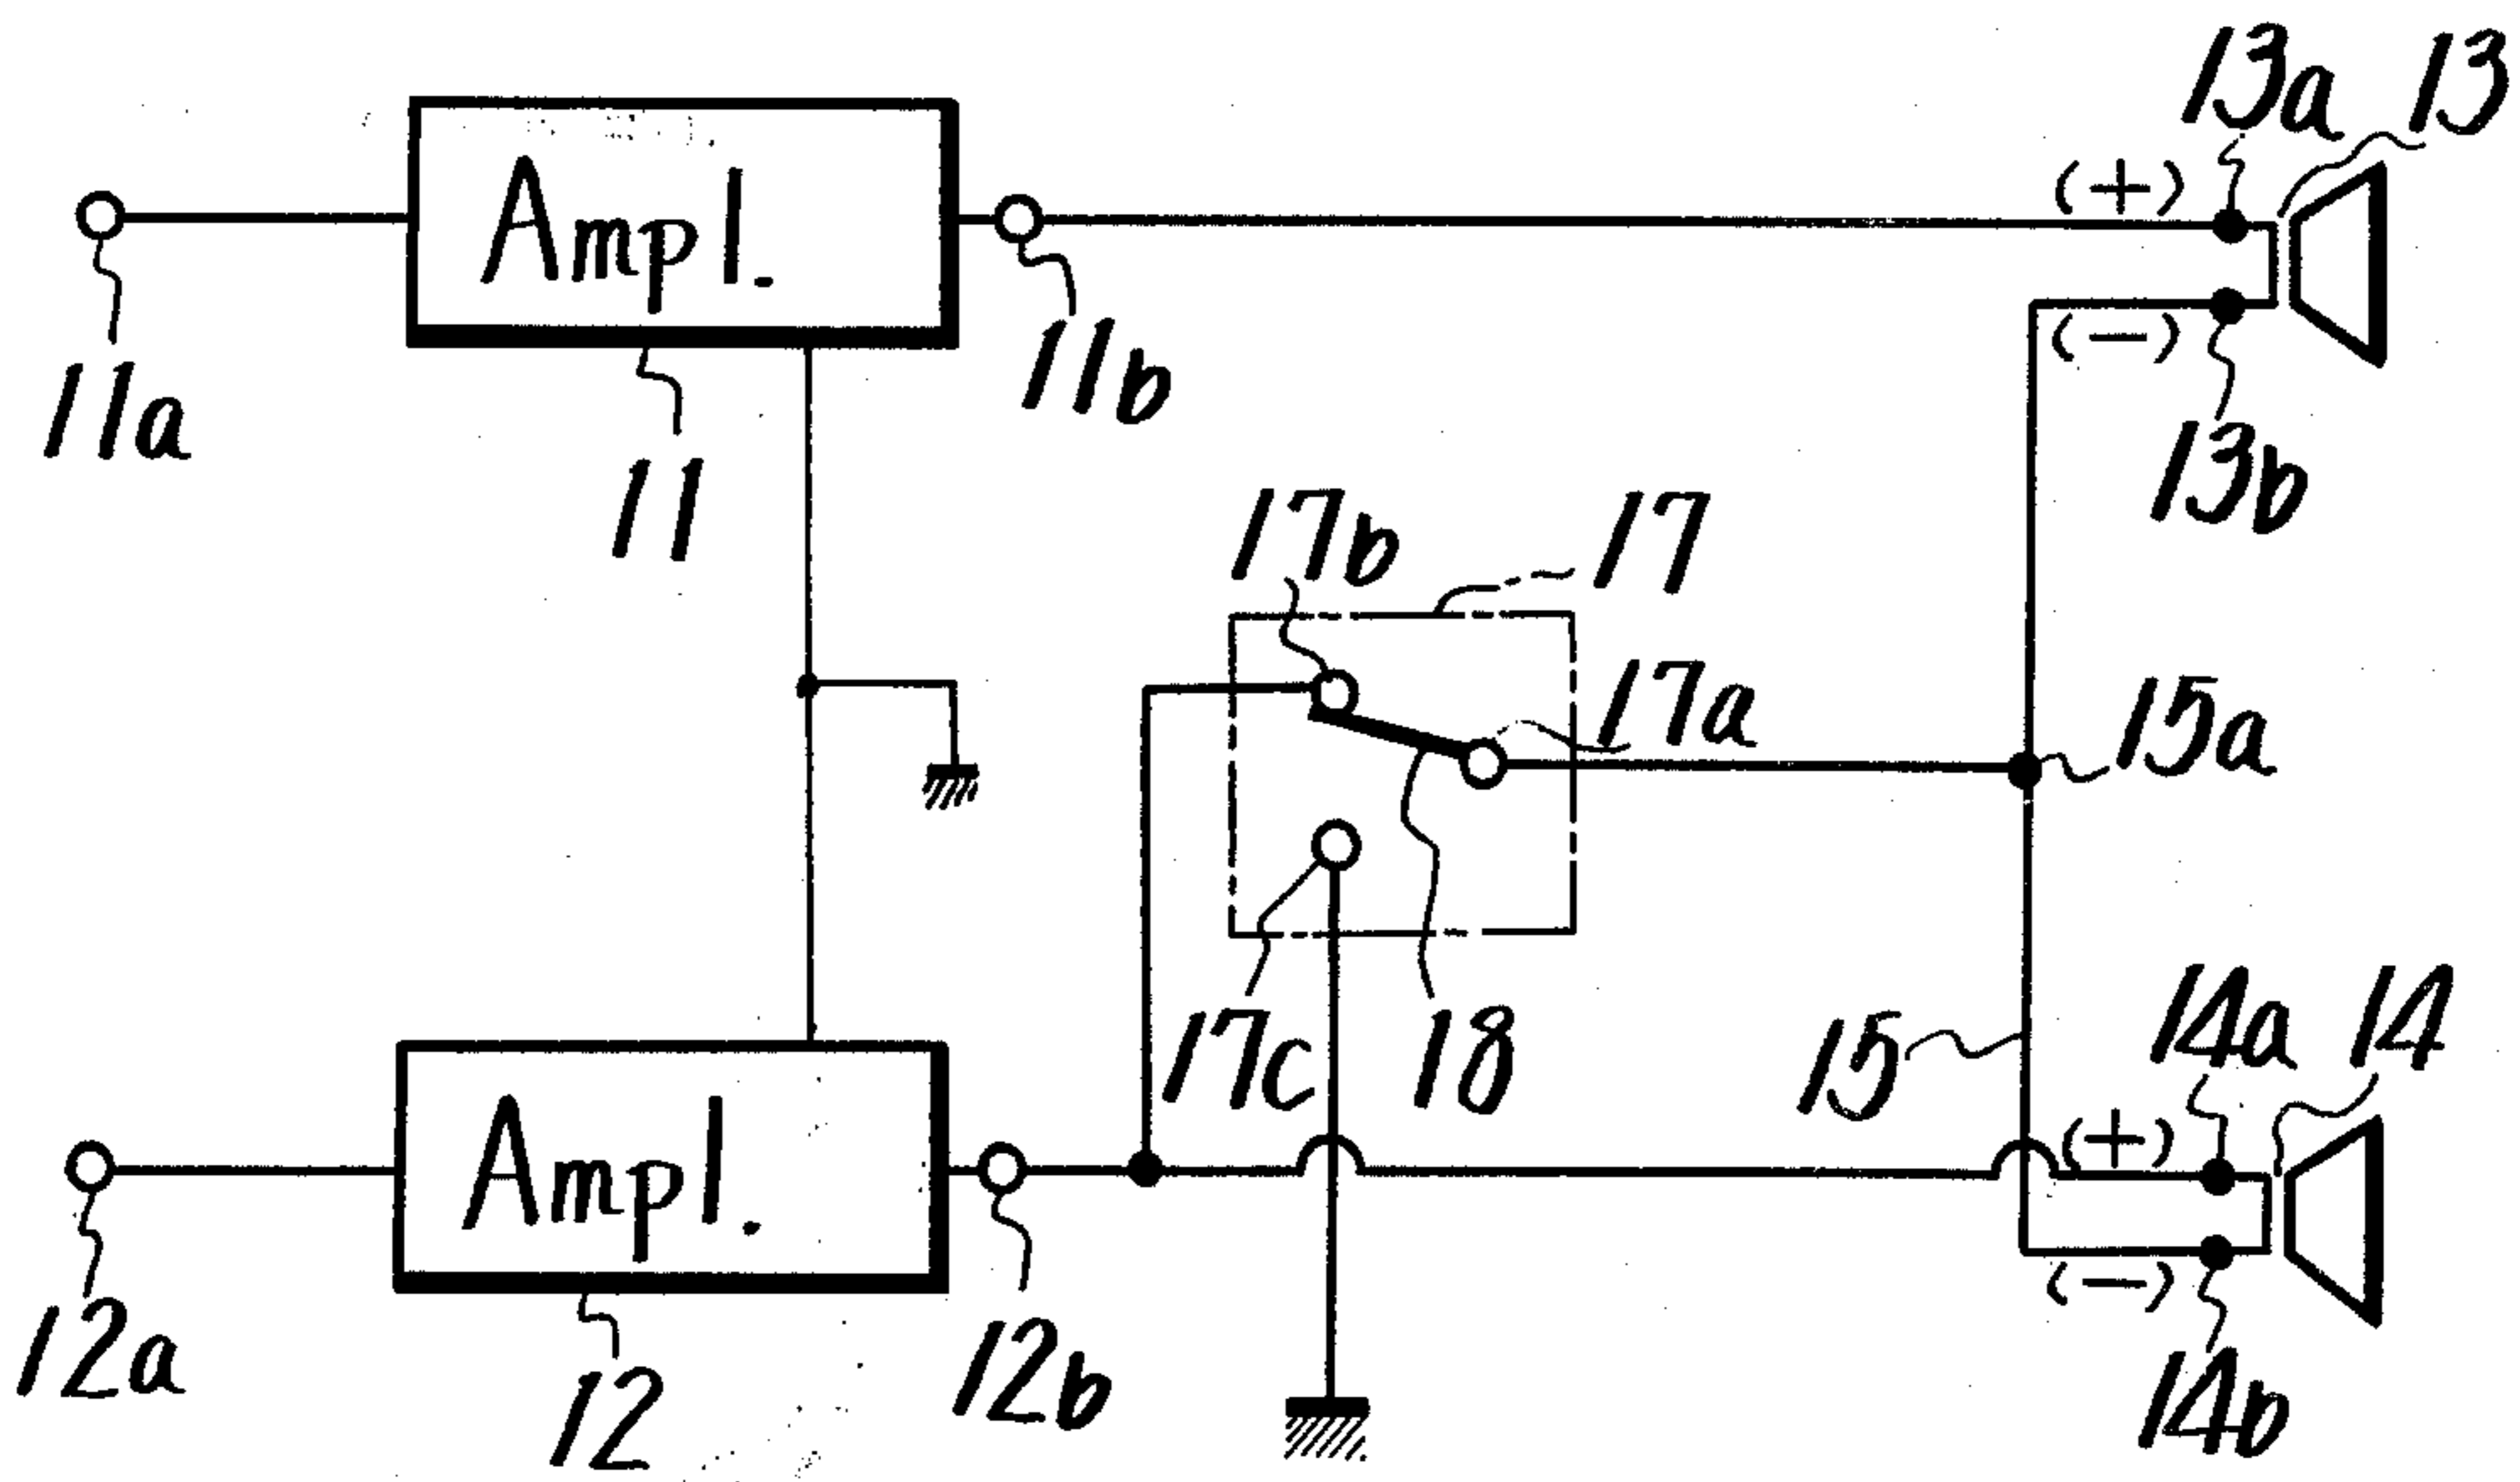 13a 13
(+)
Ampl.
11a
11b
(−)
11
13b
17b 17
17a
15a
17c 18
15
14a 14
(+)
Ampl.
(−)
12a
12
12b
14b